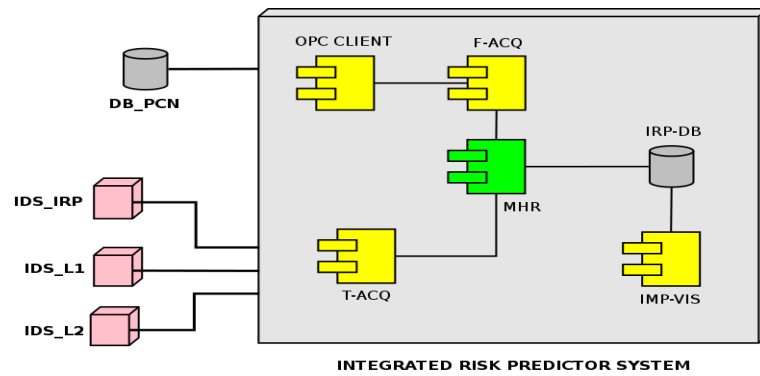 OPC CLIENT
F-ACQ
DB_PCN
IRP-DB
IDS_IRP
MHR
IDS_L1
T-ACQ
IMP-VIS
IDS_L2
INTEGRATED RISK PREDICTOR SYSTEM